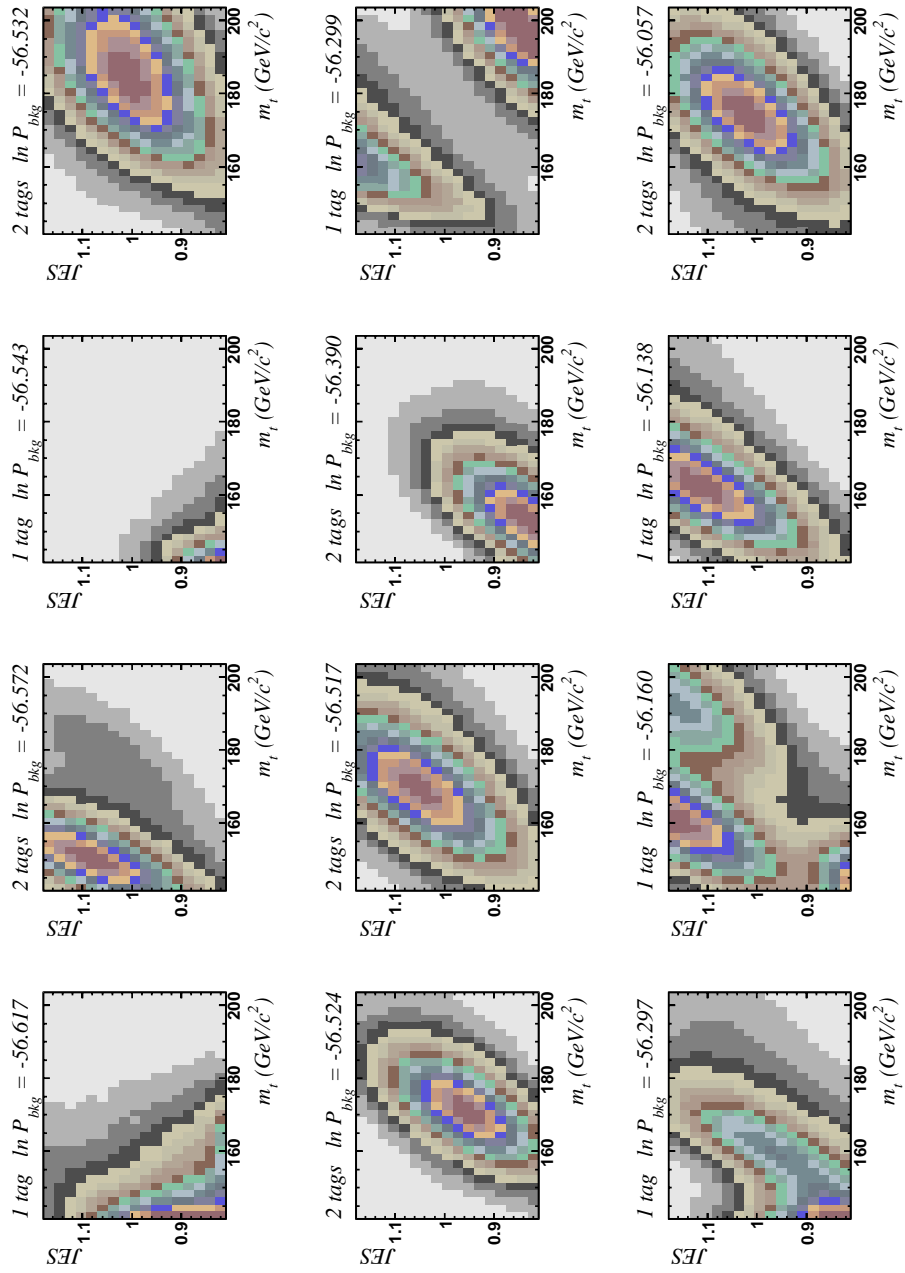 1 tag ln P_bkg = -56.617
JES
1.1
1
0.9
160 180 200
m_t (GeV/c^2)
2 tags ln P_bkg = -56.572
JES
1.1
1
0.9
160 180 200
m_t (GeV/c^2)
1 tag ln P_bkg = -56.543
JES
1.1
1
0.9
160 180 200
m_t (GeV/c^2)
2 tags ln P_bkg = -56.532
JES
1.1
1
0.9
160 180 200
m_t (GeV/c^2)
2 tags ln P_bkg = -56.524
JES
1.1
1
0.9
160 180 200
m_t (GeV/c^2)
2 tags ln P_bkg = -56.517
JES
1.1
1
0.9
160 180 200
m_t (GeV/c^2)
2 tags ln P_bkg = -56.390
JES
1.1
1
0.9
160 180 200
m_t (GeV/c^2)
1 tag ln P_bkg = -56.299
JES
1.1
1
0.9
160 180 200
m_t (GeV/c^2)
1 tag ln P_bkg = -56.297
JES
1.1
1
0.9
160 180 200
m_t (GeV/c^2)
1 tag ln P_bkg = -56.160
JES
1.1
1
0.9
160 180 200
m_t (GeV/c^2)
1 tag ln P_bkg = -56.138
JES
1.1
1
0.9
160 180 200
m_t (GeV/c^2)
2 tags ln P_bkg = -56.057
JES
1.1
1
0.9
160 180 200
m_t (GeV/c^2)